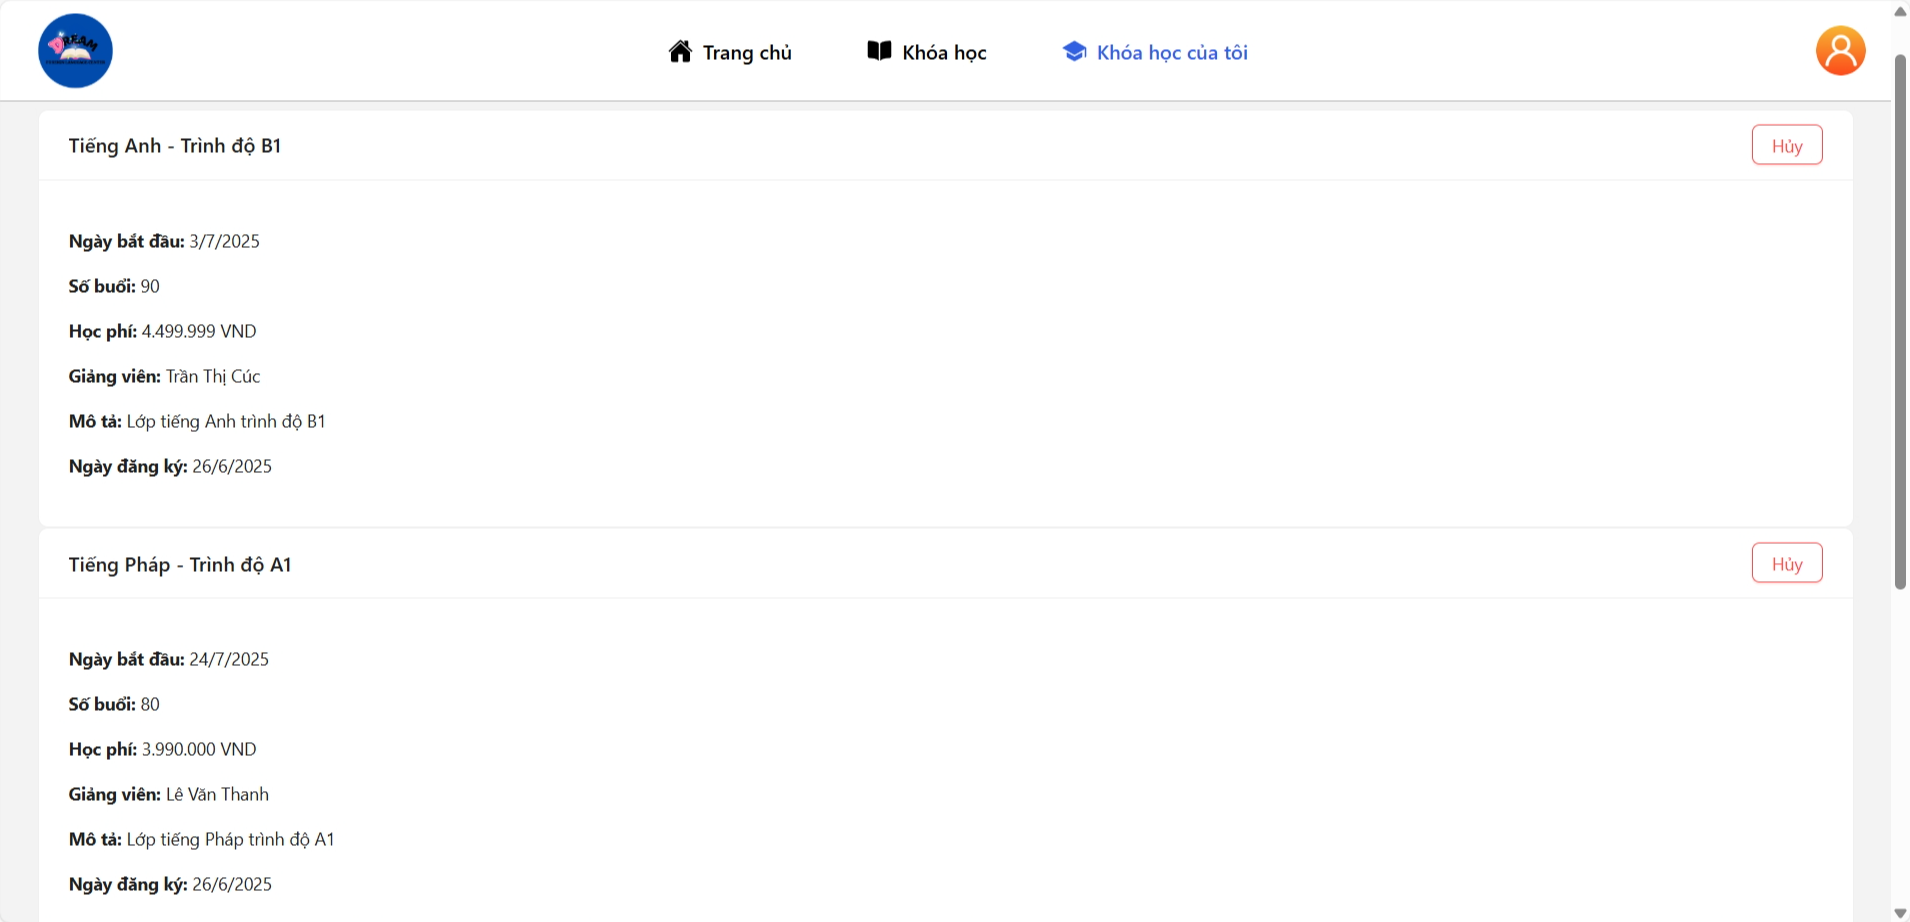 DREAM
Trang chủ
Khóa học
Khóa học của tôi
Tiếng Anh - Trình độ B1
Hủy
Ngày bắt đầu: 3/7/2025
Số buổi: 90
Học phí: 4.499.999 VND
Giảng viên: Trần Thị Cúc
Mô tả: Lớp tiếng Anh trình độ B1
Ngày đăng ký: 26/6/2025
Tiếng Pháp - Trình độ A1
Hủy
Ngày bắt đầu: 24/7/2025
Số buổi: 80
Học phí: 3.990.000 VND
Giảng viên: Lê Văn Thanh
Mô tả: Lớp tiếng Pháp trình độ A1
Ngày đăng ký: 26/6/2025